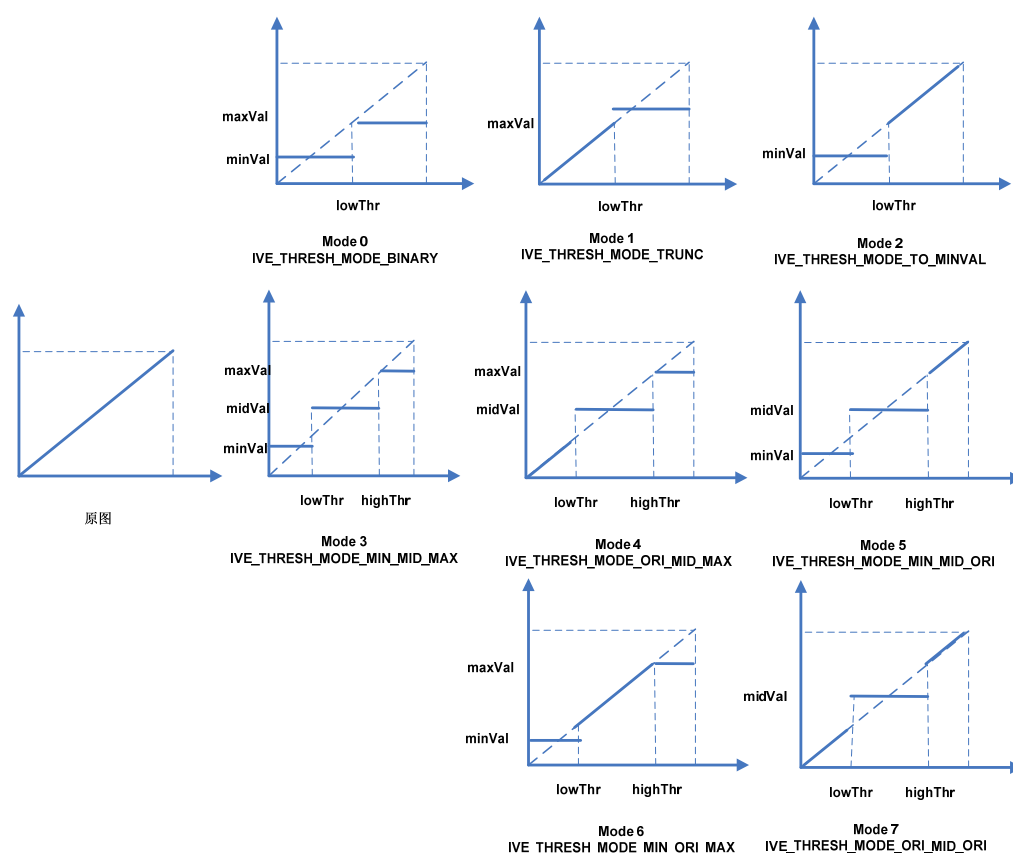 maxVal
minVal
lowThr
Mode 0
IVE_THRESH_MODE_BINARY
maxVal
lowThr
Mode 1
IVE_THRESH_MODE_TRUNC
minVal
lowThr
Mode 2
IVE_THRESH_MODE_TO_MINVAL
原图
maxVal
midVal
minVal
lowThr highThr
Mode 3
IVE_THRESH_MODE_MIN_MID_MAX
maxVal
midVal
lowThr highThr
Mode 4
IVE_THRESH_MODE_ORI_MID_MAX
midVal
minVal
lowThr highThr
Mode 5
IVE_THRESH_MODE_MIN_MID_ORI
maxVal
minVal
lowThr highThr
Mode 6
IVE_THRESH_MODE_MIN_ORI_MAX
midVal
lowThr highThr
Mode 7
IVE_THRESH_MODE_ORI_MID_ORI